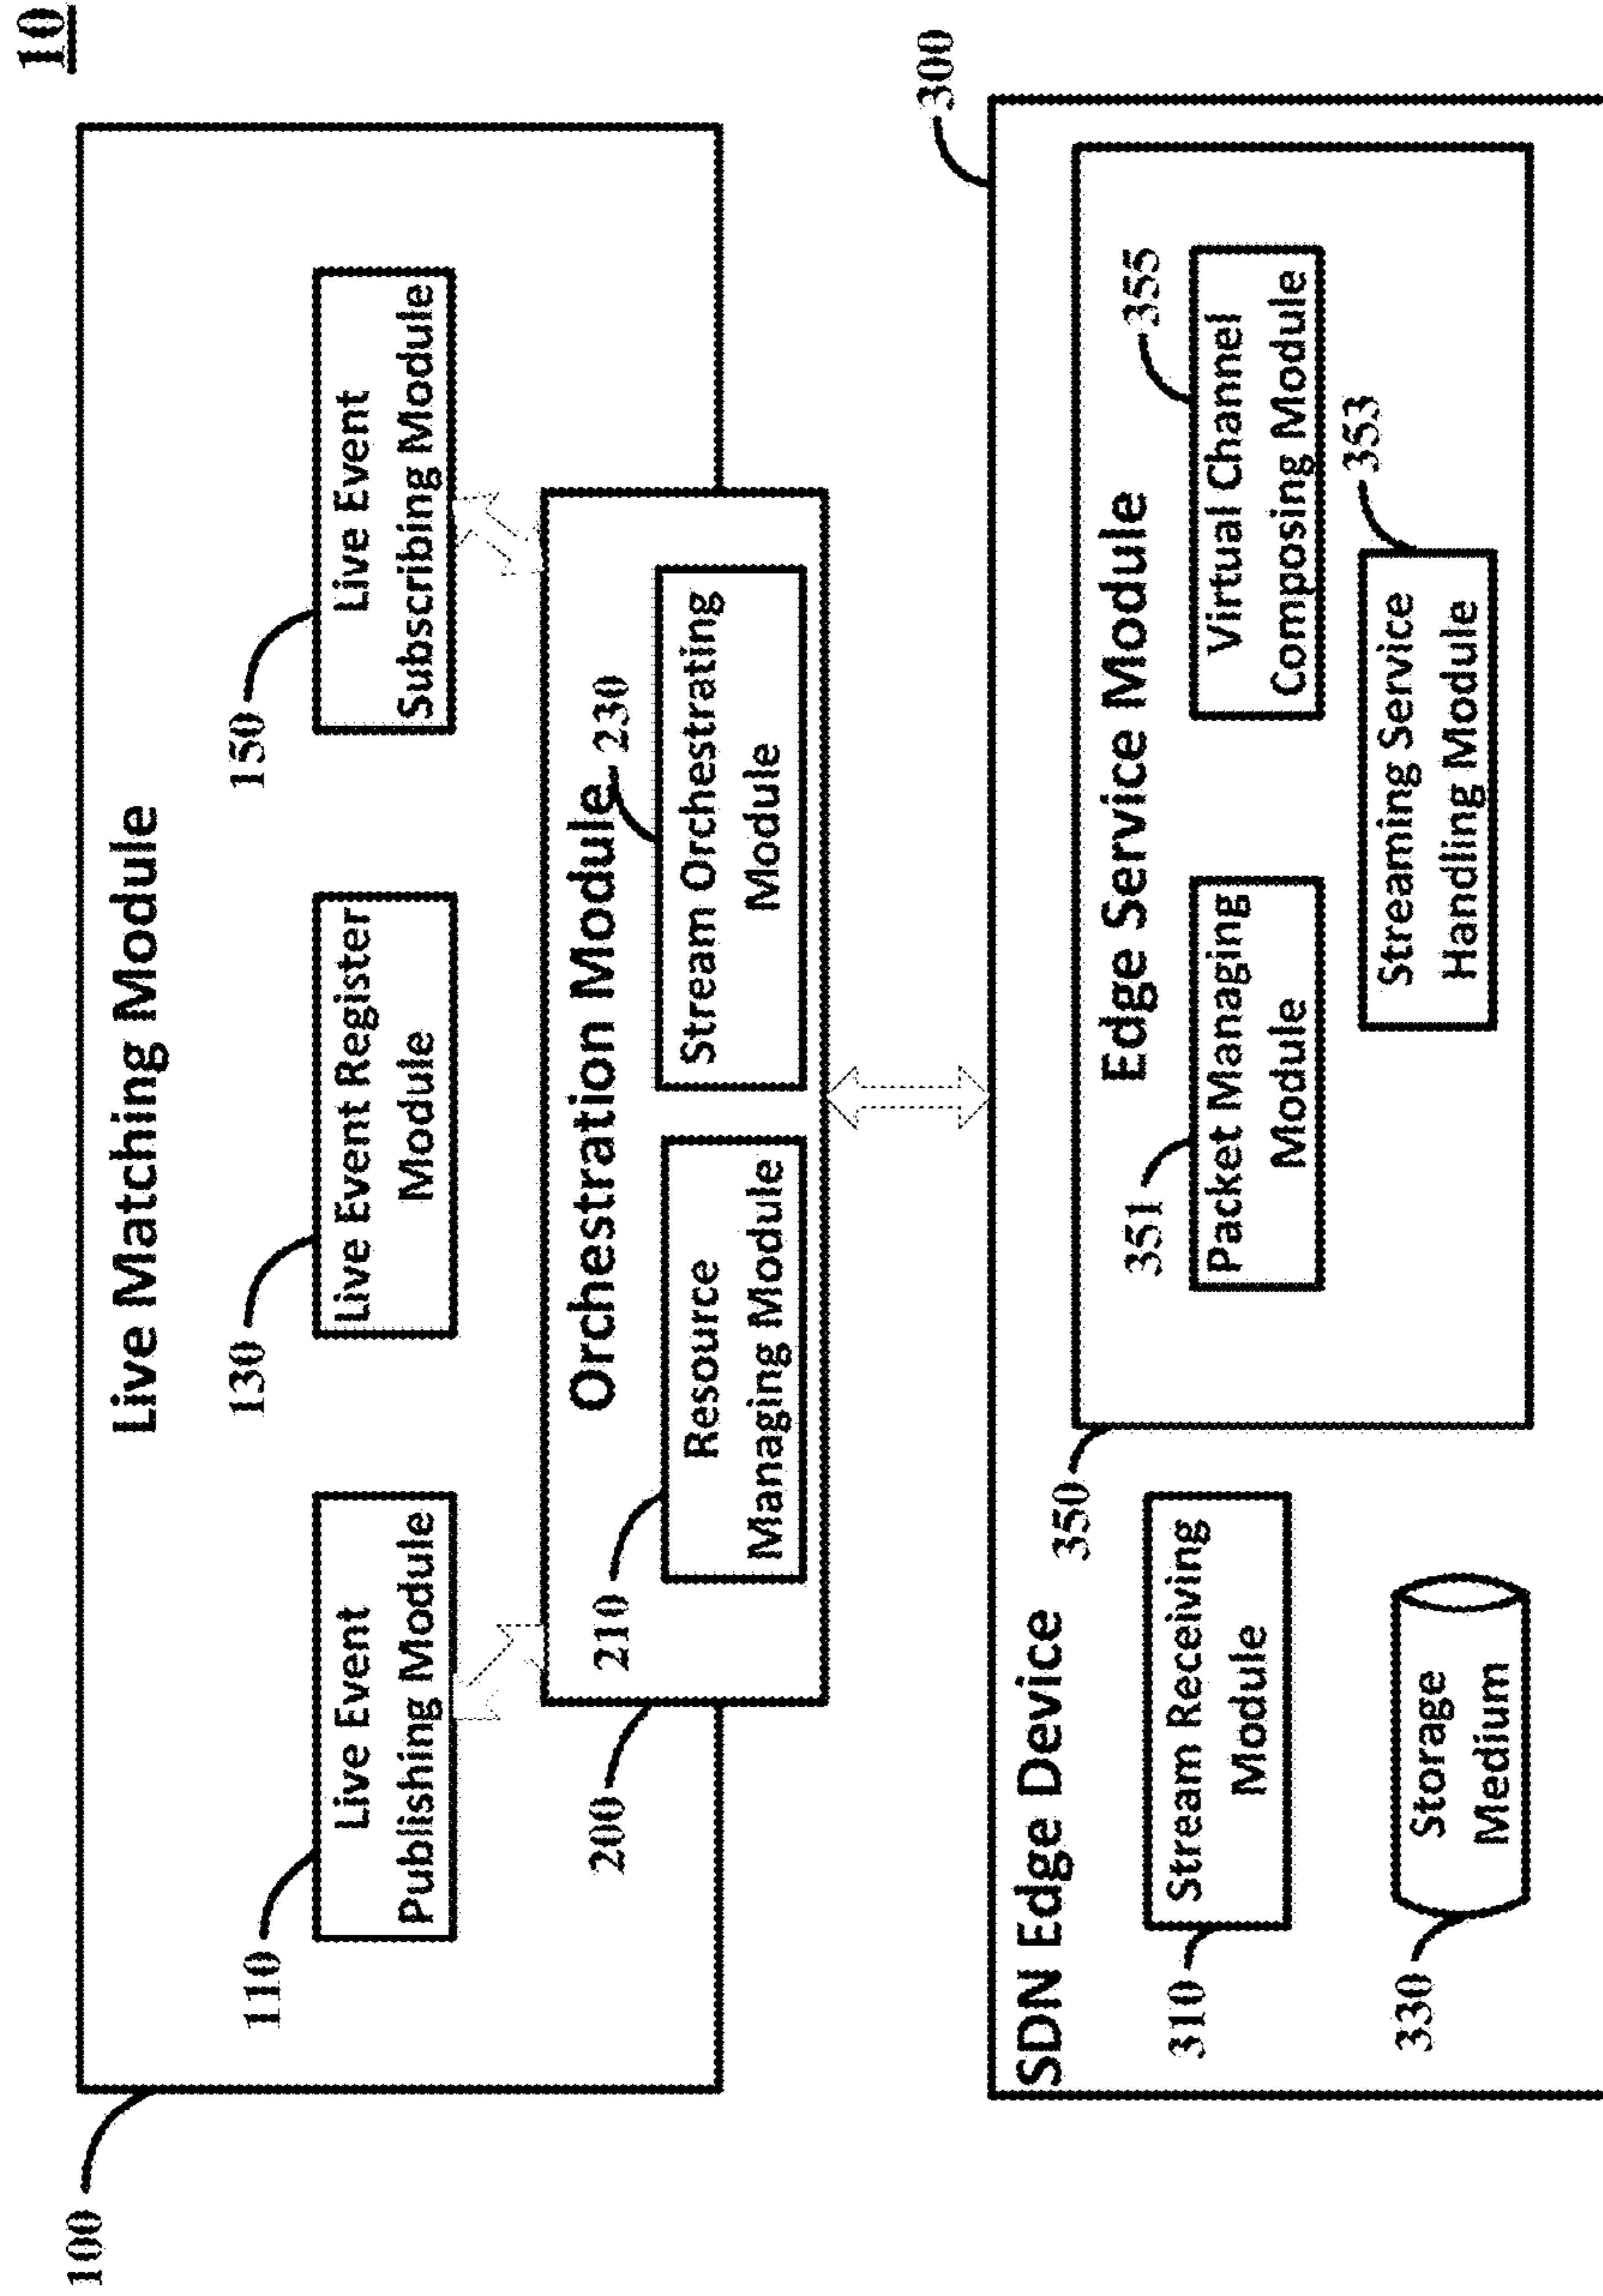 10
100
Live Matching Module
110
Live Event
Publishing Module
130
Live Event Register
Module
150
Live Event
Subscribing Module
200
Orchestration Module
210
Resource
Managing Module
230
Stream Orchestrating
Module
300
SDN Edge Device
310
Stream Receiving
Module
330
Storage
Medium
350
Edge Service Module
351
Packet Managing
Module
355
Virtual Channel
Composing Module
353
Streaming Service
Handling Module